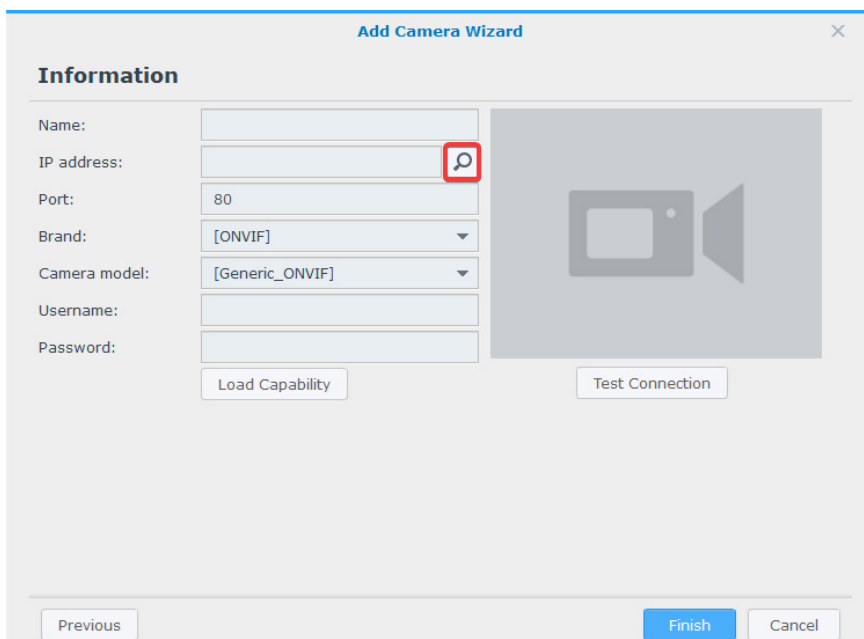 Add Camera Wizard
Information
Name:
IP address:
Port: 80
Brand: [ONVIF]
Camera model: [Generic_ONVIF]
Username:
Password:
Load Capability Test Connection
Previous Finish Cancel